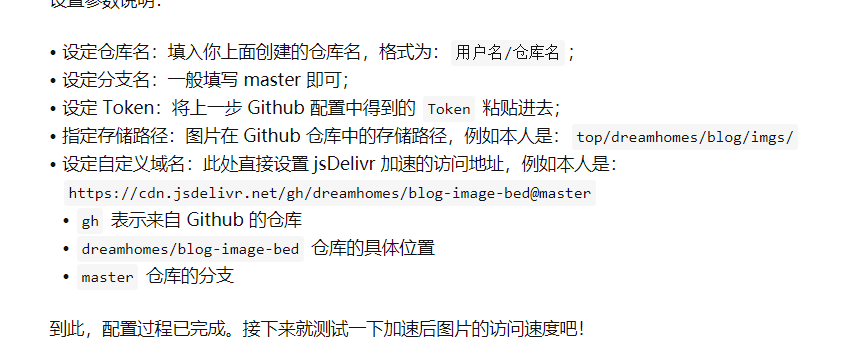 设置参数说明：
• 设定仓库名：填入你上面创建的仓库名，格式为： 用户名/仓库名 ；
• 设定分支名：一般填写 master 即可；
• 设定 Token：将上一步 Github 配置中得到的 Token 粘贴进去；
• 指定存储路径：图片在 Github 仓库中的存储路径，例如本人是： top/dreamhomes/blog/imgs/
• 设定自定义域名：此处直接设置 jsDelivr 加速的访问地址，例如本人是：
https://cdn.jsdelivr.net/gh/dreamhomes/blog-image-bed@master
• gh 表示来自 Github 的仓库
• dreamhomes/blog-image-bed 仓库的具体位置
• master 仓库的分支
到此，配置过程已完成。接下来就测试一下加速后图片的访问速度吧！